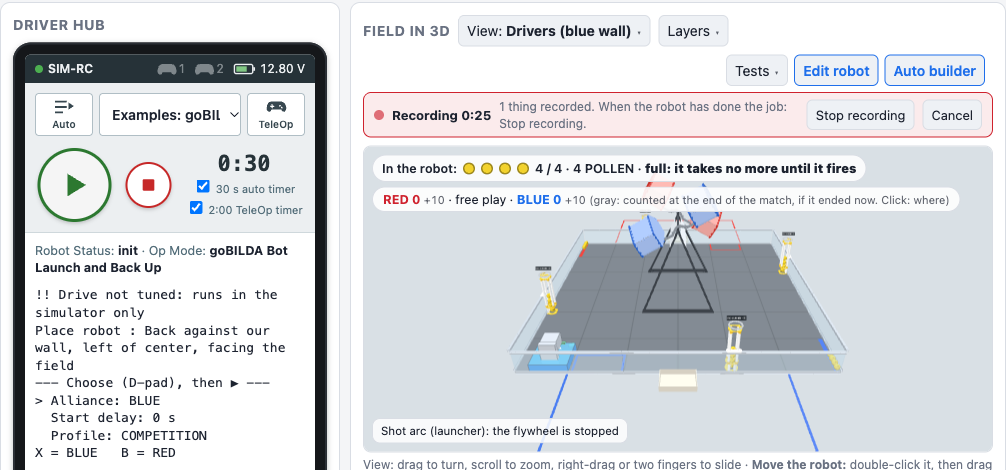 DRIVER HUB
SIM-RC 1 2 12.80 V
Auto
Examples: goBIL
TeleOp
0:30
30 s auto timer
2:00 TeleOp timer
Robot Status: init · Op Mode: goBILDA Bot
Launch and Back Up
!! Drive not tuned: runs in the
simulator only
Place robot : Back against our
wall, left of center, facing the
field
--- Choose (D-pad), then ▶ ---
> Alliance: BLUE
Start delay: 0 s
Profile: COMPETITION
X = BLUE B = RED
FIELD IN 3D
View: Drivers (blue wall)
Layers
Tests
Edit robot
Auto builder
Recording 0:25
1 thing recorded. When the robot has done the job:
Stop recording.
Stop recording
Cancel
In the robot: 4 / 4 · 4 POLLEN · full: it takes no more until it fires
RED 0 +10 · free play · BLUE 0 +10 (gray: counted at the end of the match, if it ended now. Click: where)
Shot arc (launcher): the flywheel is stopped
View: drag to turn, scroll to zoom, right-drag or two fingers to slide · Move the robot: double-click it, then drag